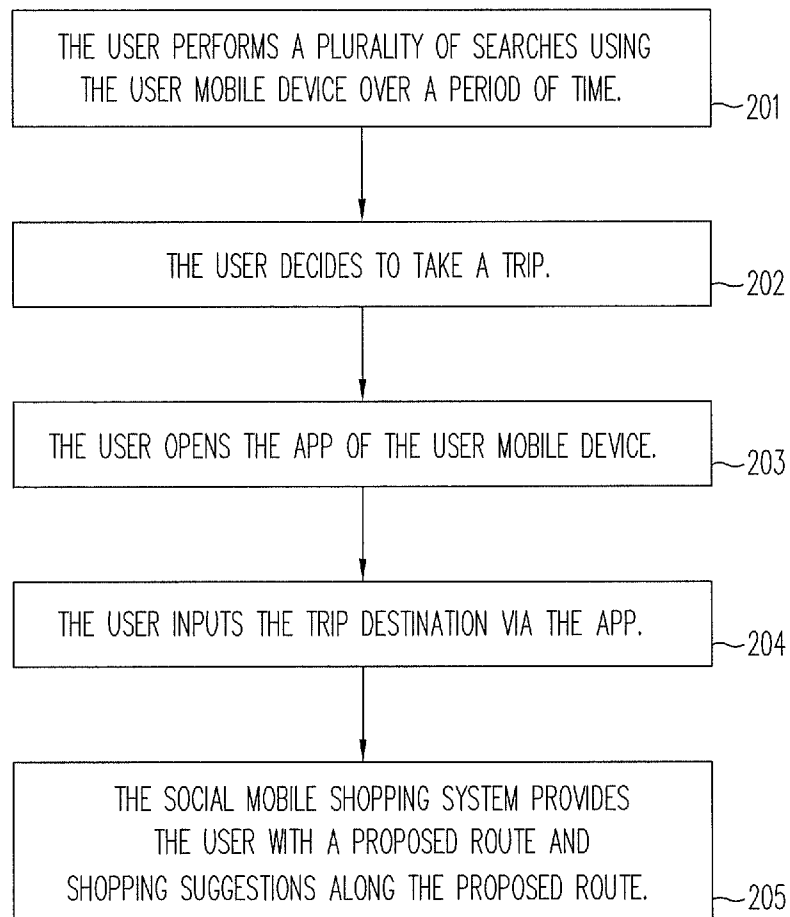 THE USER PERFORMS A PLURALITY OF SEARCHES USING
THE USER MOBILE DEVICE OVER A PERIOD OF TIME.
201
THE USER DECIDES TO TAKE A TRIP.
202
THE USER OPENS THE APP OF THE USER MOBILE DEVICE.
203
THE USER INPUTS THE TRIP DESTINATION VIA THE APP.
204
THE SOCIAL MOBILE SHOPPING SYSTEM PROVIDES
THE USER WITH A PROPOSED ROUTE AND
SHOPPING SUGGESTIONS ALONG THE PROPOSED ROUTE.
205